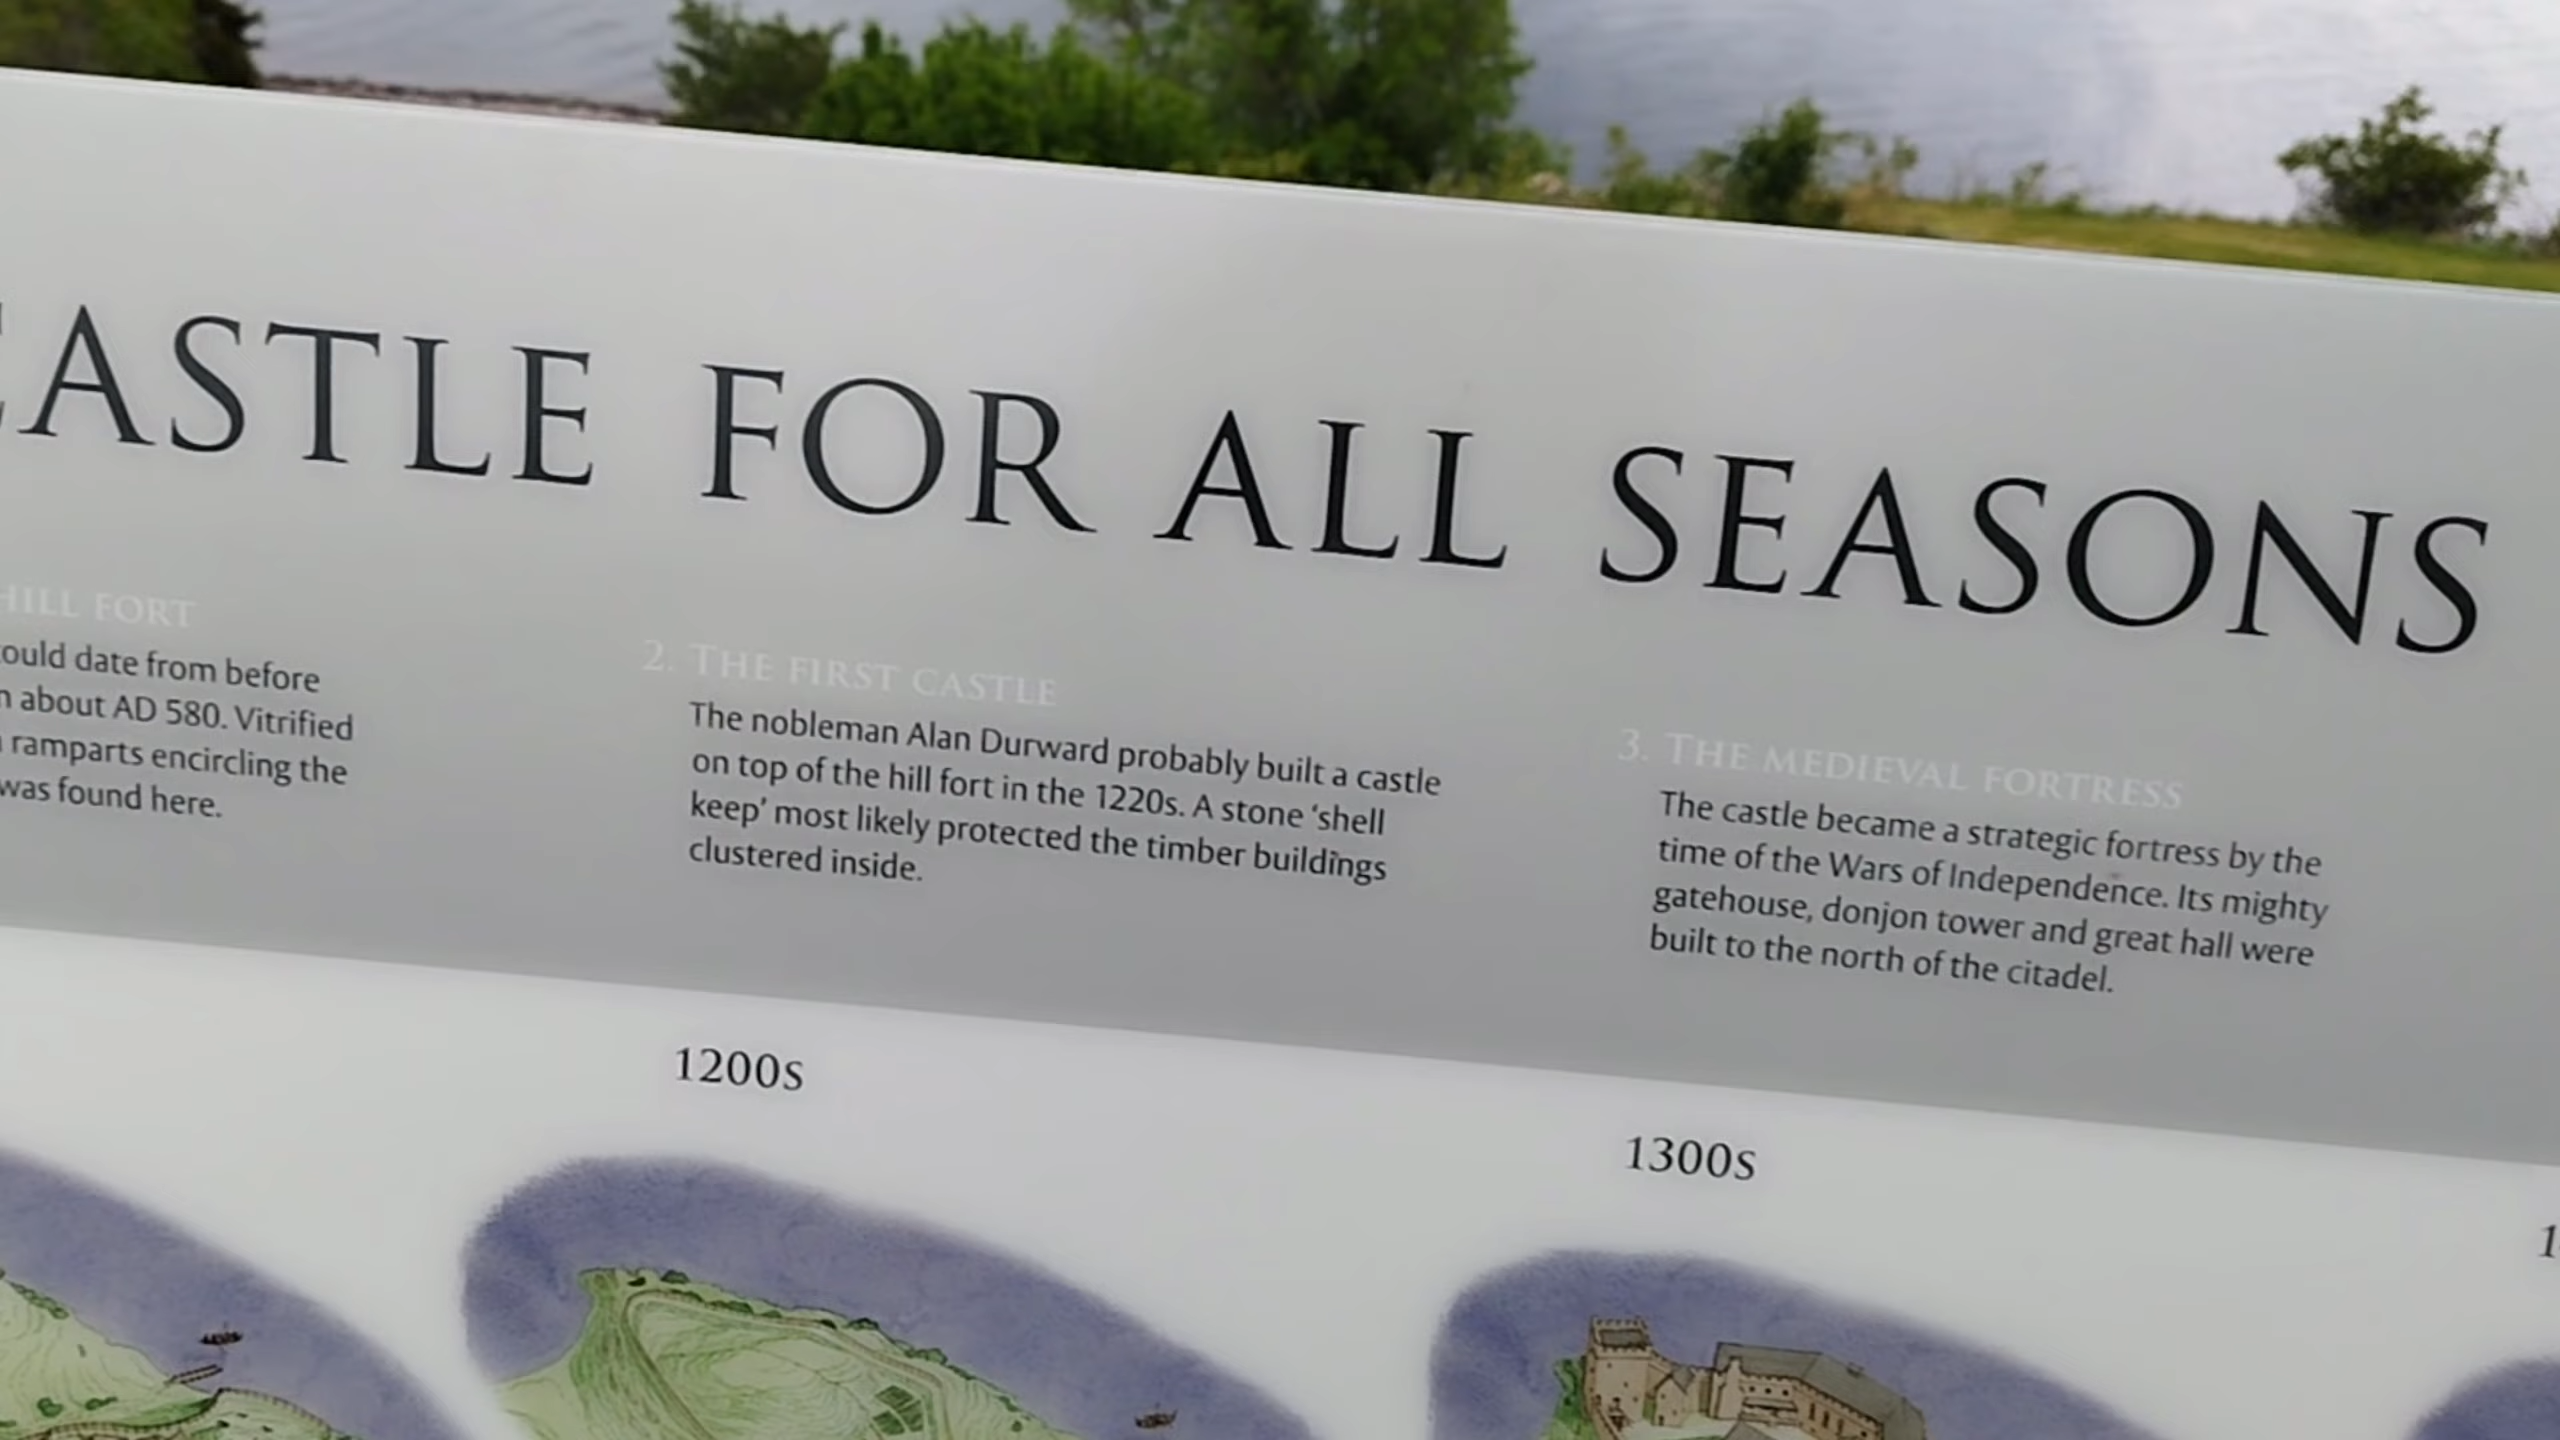 CASTLE FOR ALL SEASONS
HILL FORT
could date from before
about AD 580. Vitrified
ramparts encircling the
was found here.
2. THE FIRST CASTLE
The nobleman Alan Durward probably built a castle
on top of the hill fort in the 1220s. A stone ‘shell
keep’ most likely protected the timber buildings
clustered inside.
3. THE MEDIEVAL FORTRESS
The castle became a strategic fortress by the
time of the Wars of Independence. Its mighty
gatehouse, donjon tower and great hall were
built to the north of the citadel.
1200s
1300s